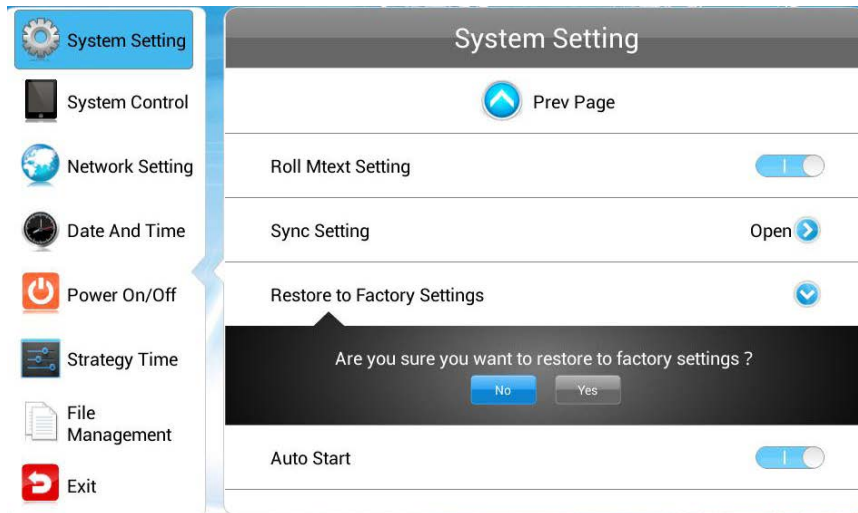 System Setting
System Control
Network Setting
Date And Time
Power On/Off
Strategy Time
File
Management
Exit
System Setting
Prev Page
Roll Mtext Setting
Sync Setting
Open
Restore to Factory Settings
Are you sure you want to restore to factory settings ?
No
Yes
Auto Start